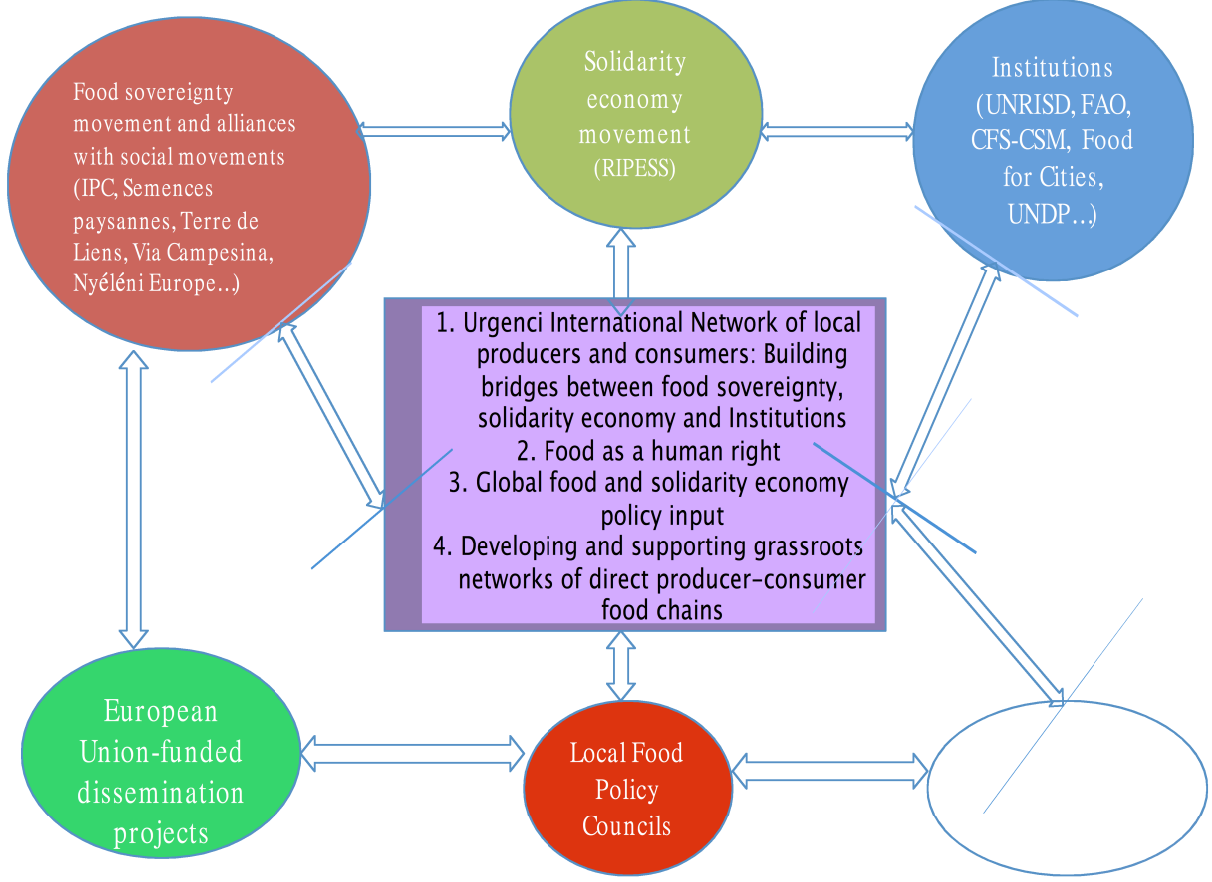 Food sovereignty
movement and alliances
with social movements
(IPC, Semences
paysannes, Terre de
Liens, Via Campesina,
Nyéléni Europe...)
Solidarity
economy
movement
(RIPESS)
Institutions
(UNRISD, FAO,
CFS-CSM, Food
for Cities,
UNDP...)
1. Urgenci International Network of local
producers and consumers: Building
bridges between food sovereignty,
solidarity economy and Institutions
2. Food as a human right
3. Global food and solidarity economy
policy input
4. Developing and supporting grassroots
networks of direct producer–consumer
food chains
European
Union-funded
dissemination
projects
Local Food
Policy
Councils